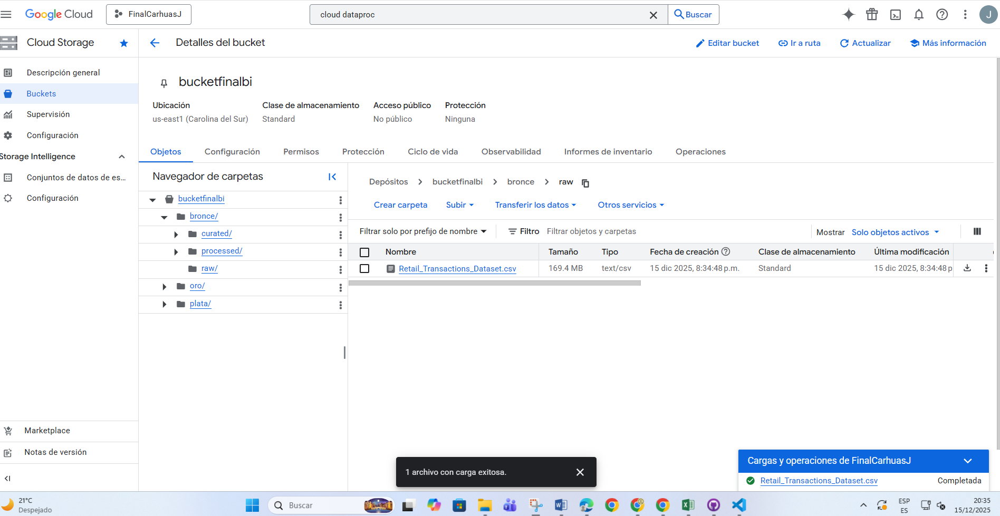 Google Cloud
FinalCarhuasJ
cloud dataproc
Buscar
J
Cloud Storage
Detalles del bucket
Editar bucket
Ir a ruta
Actualizar
Más información
Descripción general
Buckets
Supervisión
Configuración
Storage Intelligence
Conjuntos de datos de es...
Configuración
Marketplace
Notas de versión
bucketfinalbi
Ubicación
Clase de almacenamiento
Acceso público
Protección
us-east1 (Carolina del Sur)
Standard
No público
Ninguna
Objetos
Configuración
Permisos
Protección
Ciclo de vida
Observabilidad
Informes de inventario
Operaciones
Navegador de carpetas
bucketfinalbi
bronce/
curated/
processed/
raw/
oro/
plata/
Depósitos
bucketfinalbi
bronce
raw
Crear carpeta
Subir
Transferir los datos
Otros servicios
Filtrar solo por prefijo de nombre
Filtro
Filtrar objetos y carpetas
Mostrar
Solo objetos activos
Nombre
Tamaño
Tipo
Fecha de creación
Clase de almacenamiento
Última modificación
Retail_Transactions_Dataset.csv
169.4 MB
text/csv
15 dic 2025, 8:34:48 p.m.
Standard
15 dic 2025, 8:34:48 p
1 archivo con carga exitosa.
Cargas y operaciones de FinalCarhuasJ
Retail_Transactions_Dataset.csv
Completada
21°C
Despejado
Buscar
ESP
ES
20:35
15/12/2025